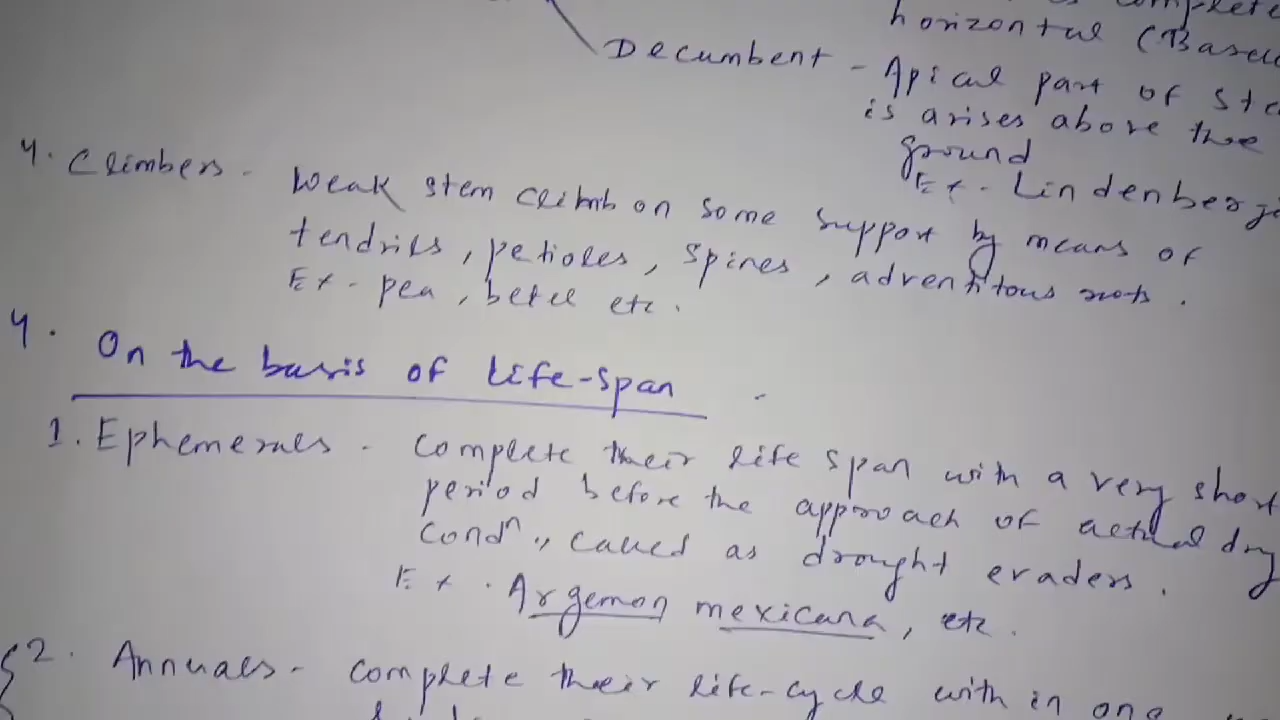 complete
horizontal (Base
Decumbent - Apical part of ste
is arises above the
ground
Ex - Lindenbergi
4. Climbers - Weak stem climb on some support by means of
tendrils, petioles, spines, adventitous roots.
Ex - pea, betel etc.
4. On the basis of life-span
1. Ephemerals - complete their life span with a very short
period before the approach of actual dry
condⁿ, called as drought evaders.
Ex. Argemon mexicana, etc.
2. Annuals - complete their life-cycle with in one